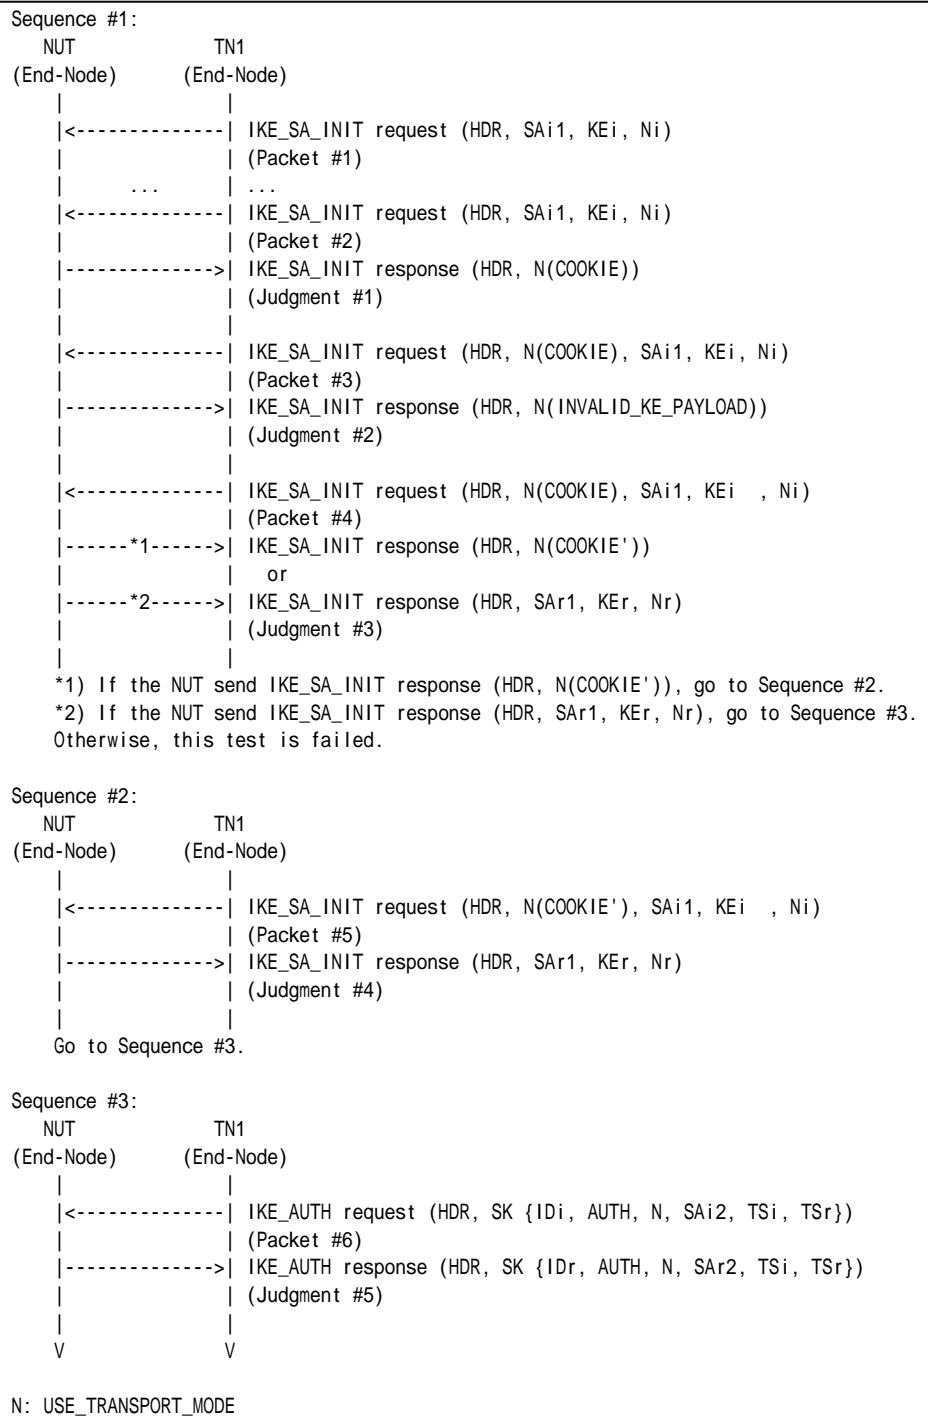 Sequence #1:
    NUT                TN1
(End-Node)        (End-Node)
     |                    |
     |<--------------| IKE_SA_INIT request (HDR, SAi1, KEi, Ni)
     |                    | (Packet #1)
     |        ...        | ...
     |<--------------| IKE_SA_INIT request (HDR, SAi1, KEi, Ni)
     |                    | (Packet #2)
     |-------------->| IKE_SA_INIT response (HDR, N(COOKIE))
     |                    | (Judgment #1)
     |                    |
     |<--------------| IKE_SA_INIT request (HDR, N(COOKIE), SAi1, KEi, Ni)
     |                    | (Packet #3)
     |-------------->| IKE_SA_INIT response (HDR, N(INVALID_KE_PAYLOAD))
     |                    | (Judgment #2)
     |                    |
     |<--------------| IKE_SA_INIT request (HDR, N(COOKIE), SAi1, KEi  , Ni)
     |                    | (Packet #4)
     |------*1------>| IKE_SA_INIT response (HDR, N(COOKIE'))
     |                    |   or
     |------*2------>| IKE_SA_INIT response (HDR, SAr1, KEr, Nr)
     |                    | (Judgment #3)
     |                    |
    *1) If the NUT send IKE_SA_INIT response (HDR, N(COOKIE')), go to Sequence #2.
    *2) If the NUT send IKE_SA_INIT response (HDR, SAr1, KEr, Nr), go to Sequence #3.
    Otherwise, this test is failed.

Sequence #2:
    NUT                TN1
(End-Node)        (End-Node)
     |                    |
     |<--------------| IKE_SA_INIT request (HDR, N(COOKIE'), SAi1, KEi  , Ni)
     |                    | (Packet #5)
     |-------------->| IKE_SA_INIT response (HDR, SAr1, KEr, Nr)
     |                    | (Judgment #4)
     |                    |
    Go to Sequence #3.

Sequence #3:
    NUT                TN1
(End-Node)        (End-Node)
     |                    |
     |<--------------| IKE_AUTH request (HDR, SK {IDi, AUTH, N, SAi2, TSi, TSr})
     |                    | (Packet #6)
     |-------------->| IKE_AUTH response (HDR, SK {IDr, AUTH, N, SAr2, TSi, TSr})
     |                    | (Judgment #5)
     |                    |
     V                    V

N: USE_TRANSPORT_MODE